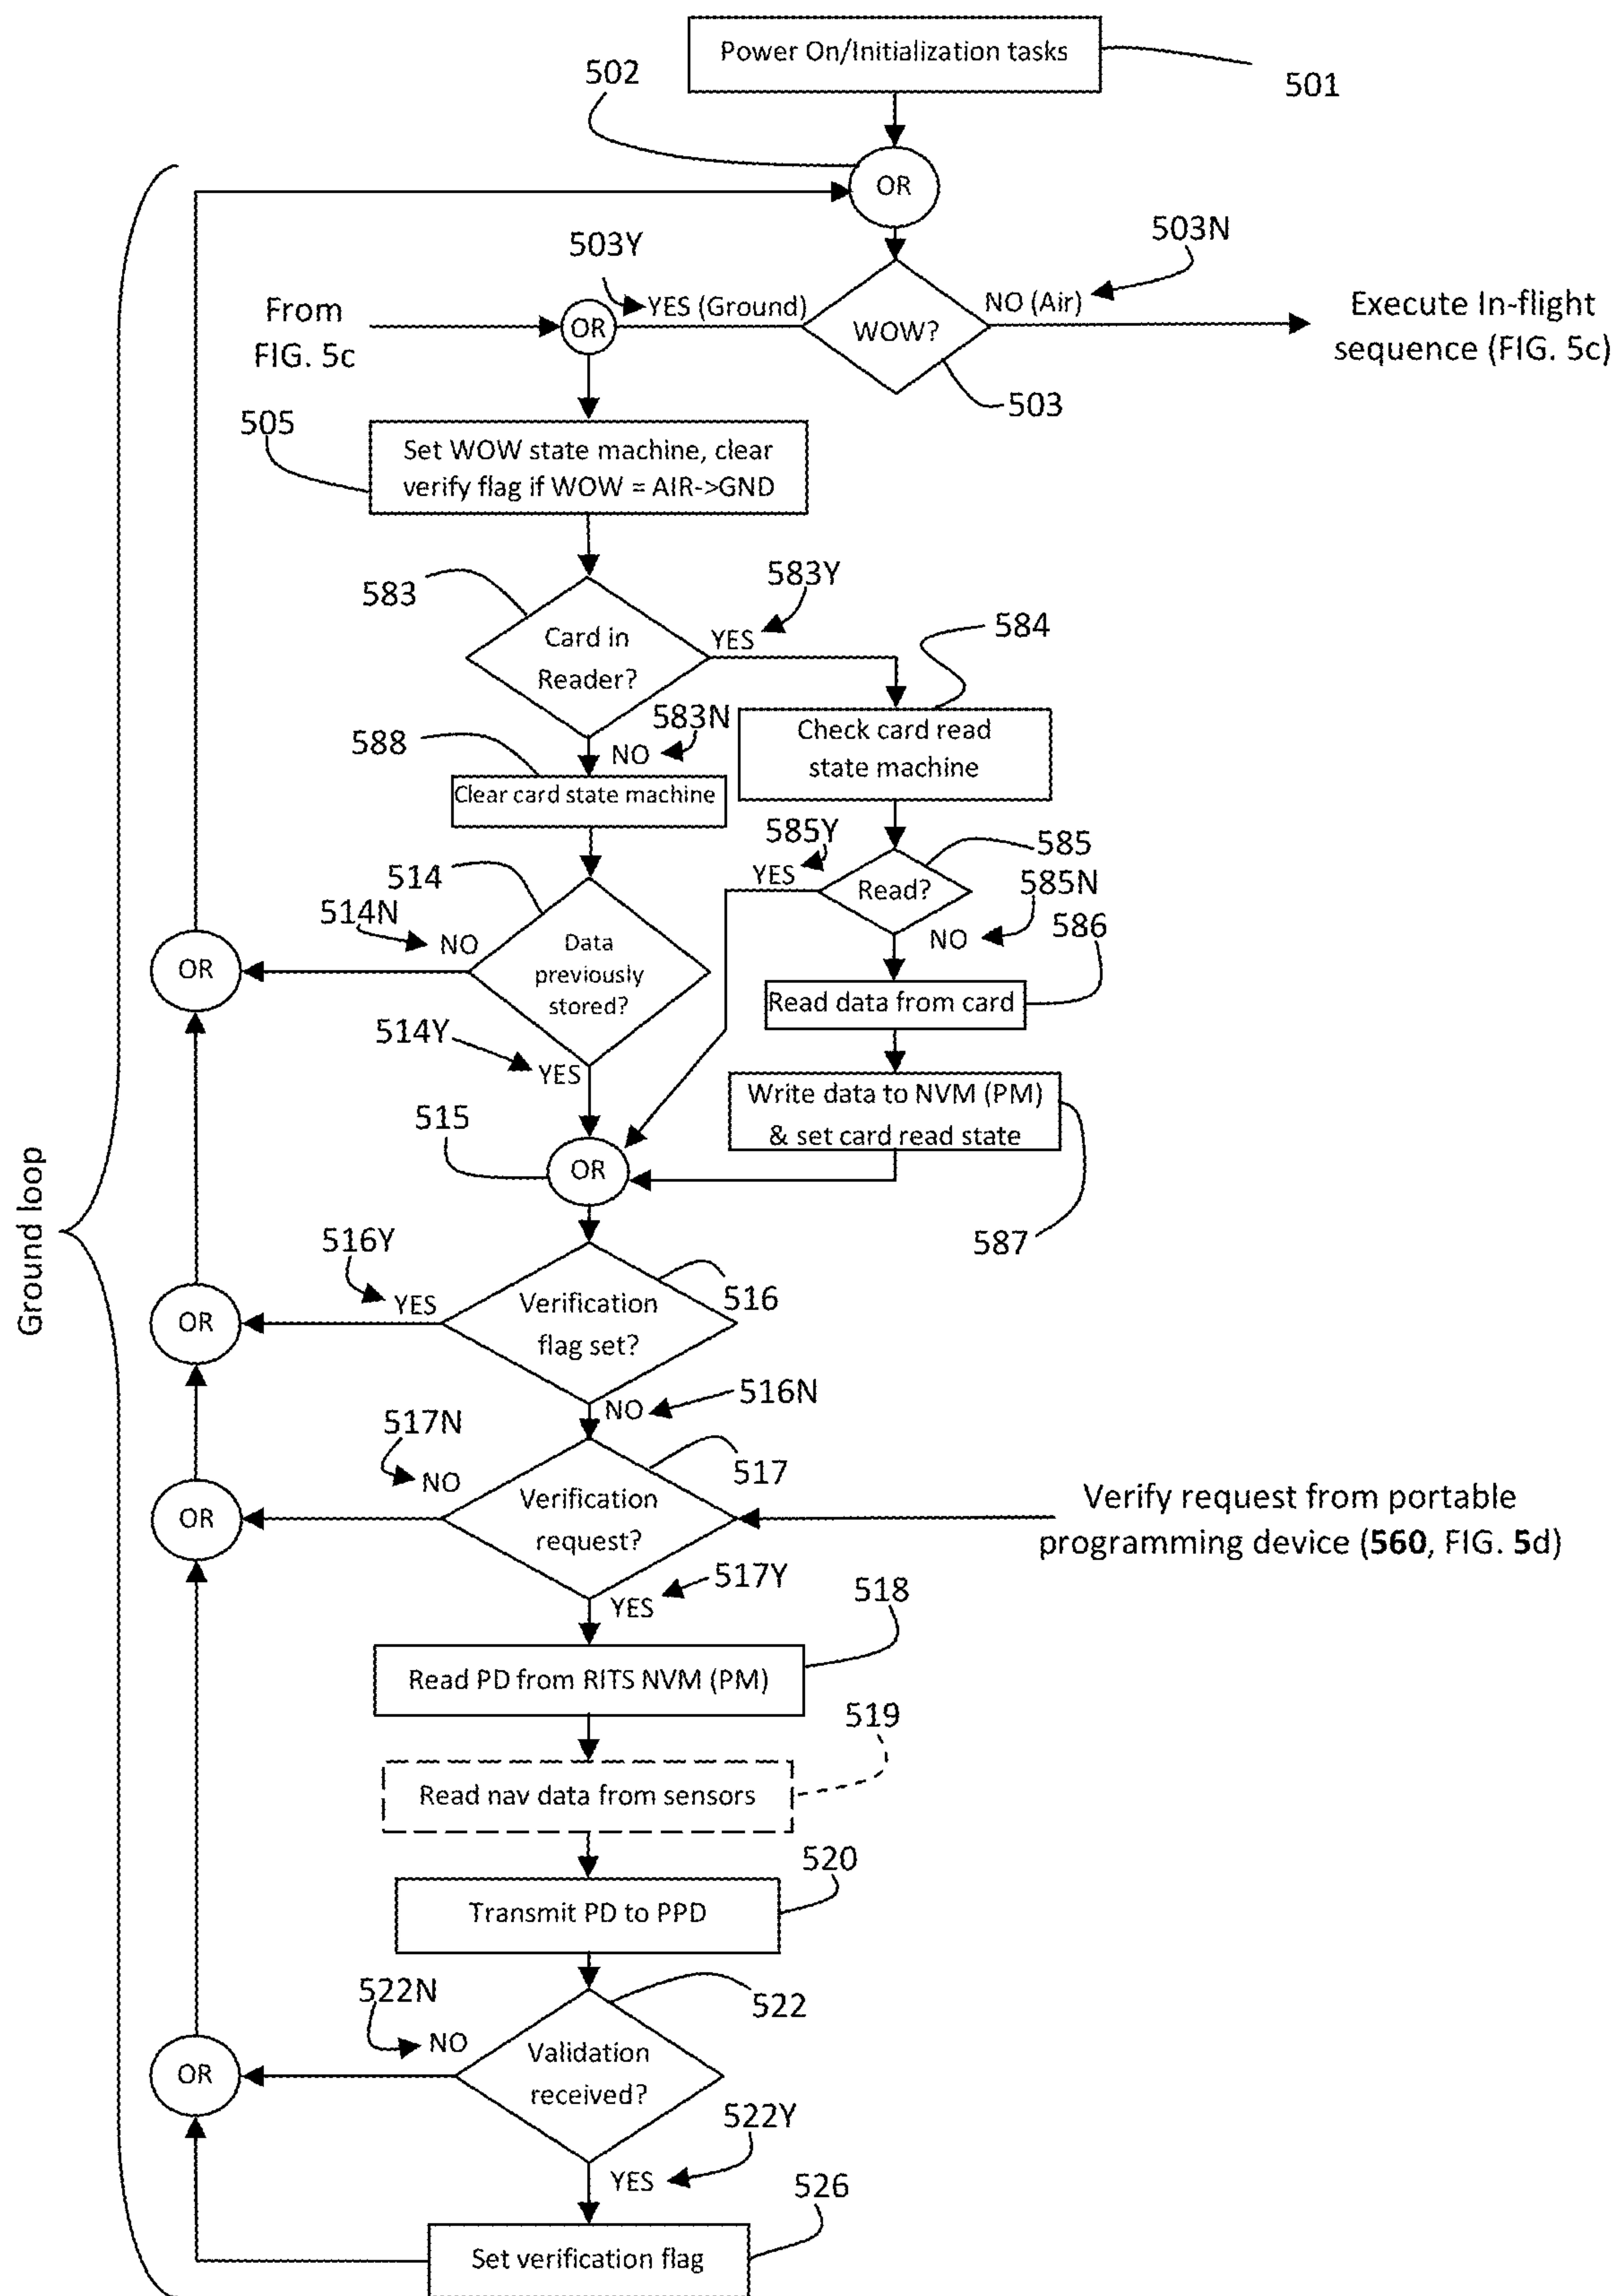 Power On/Initialization tasks
501
502
OR
503Y
503N
From
FIG. 5c
OR
YES (Ground)
WOW?
NO (Air)
Execute In-flight
sequence (FIG. 5c)
503
505
Set WOW state machine, clear
verify flag if WOW = AIR->GND
583
583Y
Card in
Reader?
YES
584
583N
NO
588
Check card read
state machine
Clear card state machine
585Y
585
514
YES
Read?
585N
514N
NO
NO
586
OR
Data
previously
stored?
Read data from card
514Y
YES
Write data to NVM (PM)
& set card read state
515
OR
587
Ground loop
516Y
YES
516
OR
Verification
flag set?
516N
NO
517N
NO
517
OR
Verification
request?
Verify request from portable
programming device (560, FIG. 5d)
517Y
YES
518
Read PD from RITS NVM (PM)
519
Read nav data from sensors
520
Transmit PD to PPD
522N
NO
522
OR
Validation
received?
522Y
YES
526
Set verification flag